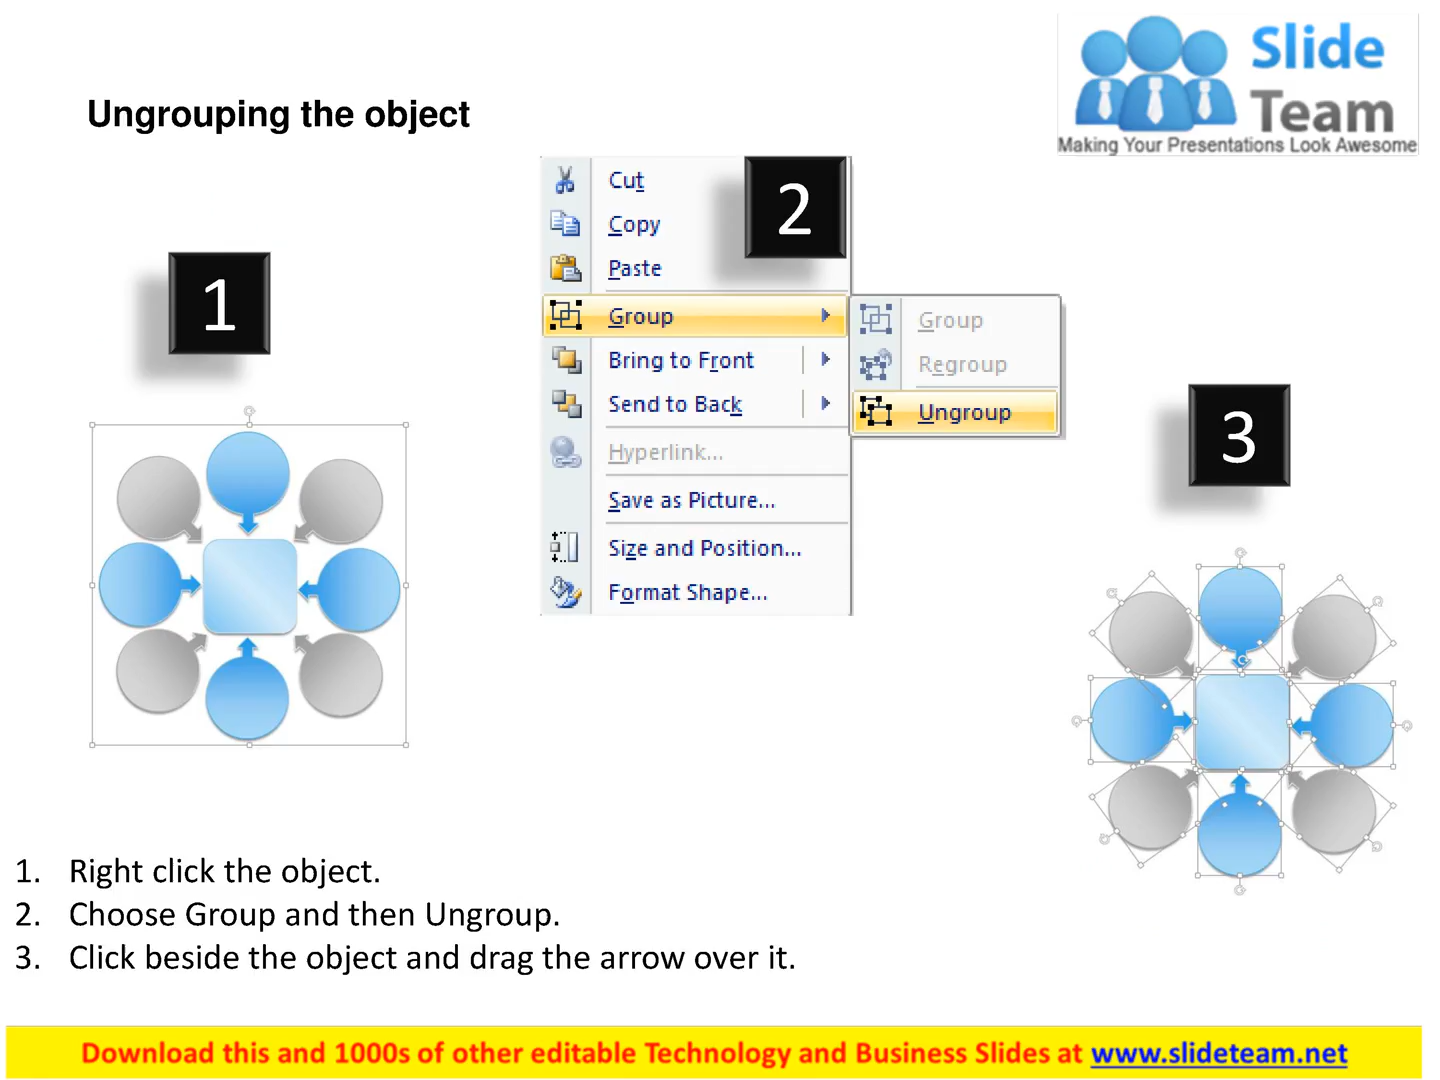 Slide
Team
Making Your Presentations Look Awesome
Ungrouping the object
1
2
Cut
Copy
Paste
Group
Bring to Front
Send to Back
Hyperlink...
Save as Picture...
Size and Position...
Format Shape...
Group
Regroup
Ungroup
3
1. Right click the object.
2. Choose Group and then Ungroup.
3. Click beside the object and drag the arrow over it.
Download this and 1000s of other editable Technology and Business Slides at www.slideteam.net